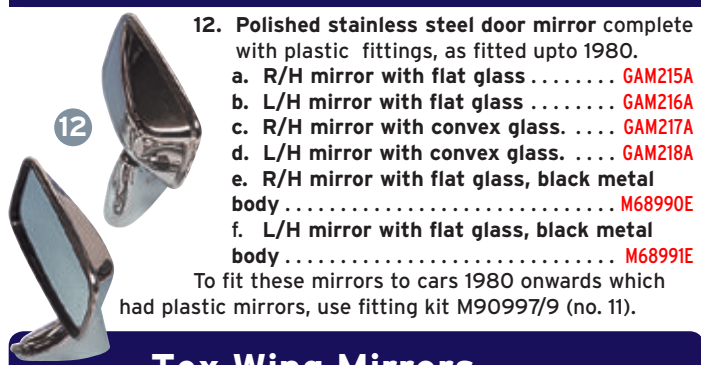 12. Polished stainless steel door mirror complete
with plastic fittings, as fitted upto 1980.
a. R/H mirror with flat glass ........ GAM215A
b. L/H mirror with flat glass ........ GAM216A
12
c. R/H mirror with convex glass. ..... GAM217A
d. L/H mirror with convex glass. .... GAM218A
e. R/H mirror with flat glass, black metal
body .............................. M68990E
f. L/H mirror with flat glass, black metal
body .............................. M68991E
To fit these mirrors to cars 1980 onwards which
had plastic mirrors, use fitting kit M90997/9 (no. 11).
Tex Wing Mirrors